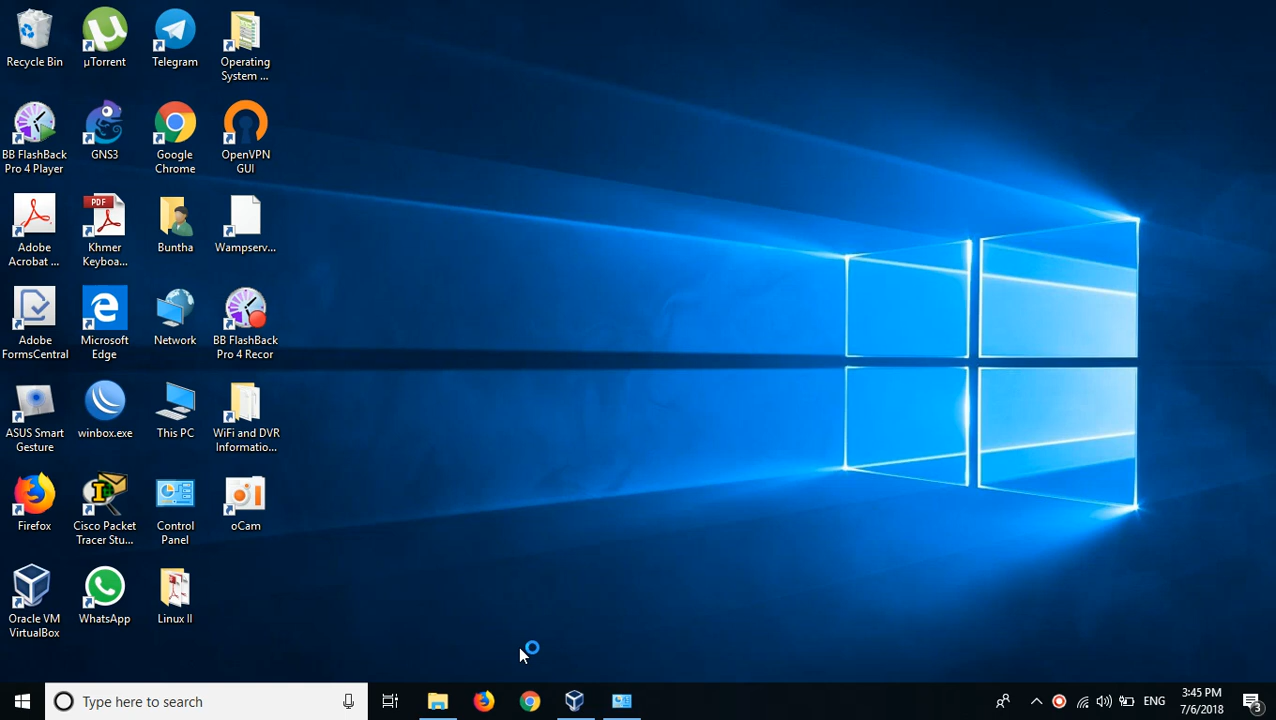 Recycle Bin
µTorrent
Telegram
Operating
System ...
BB FlashBack
Pro 4 Player
GNS3
Google
Chrome
OpenVPN
GUI
Adobe
Acrobat ...
PDF
Khmer
Keyboa...
Buntha
Wampserv...
Adobe
FormsCentral
Microsoft
Edge
Network
BB FlashBack
Pro 4 Recor
ASUS Smart
Gesture
winbox.exe
This PC
WiFi and DVR
Informatio...
Firefox
Cisco Packet
Tracer Stu...
Control
Panel
oCam
Oracle VM
VirtualBox
WhatsApp
Linux II
Type here to search
ENG
3:45 PM
7/6/2018
3